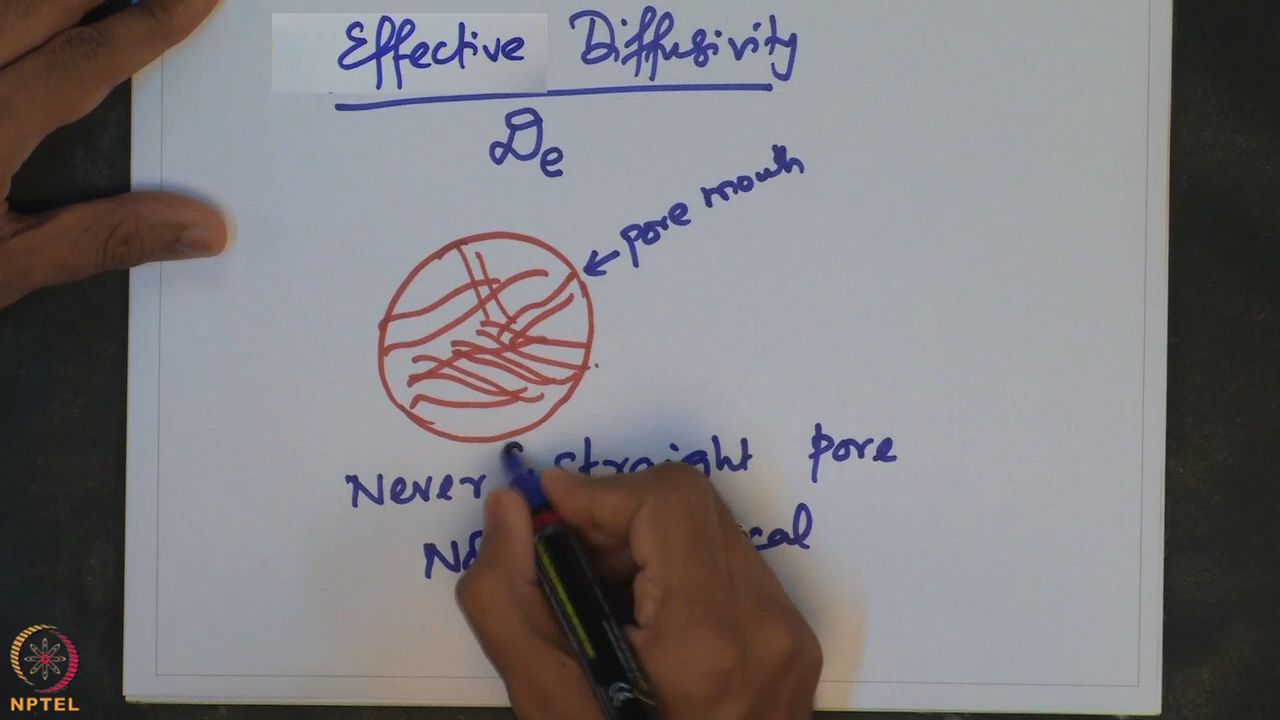 Effective Diffusivity
De
pore mouth
Never straight pore
NPTEL